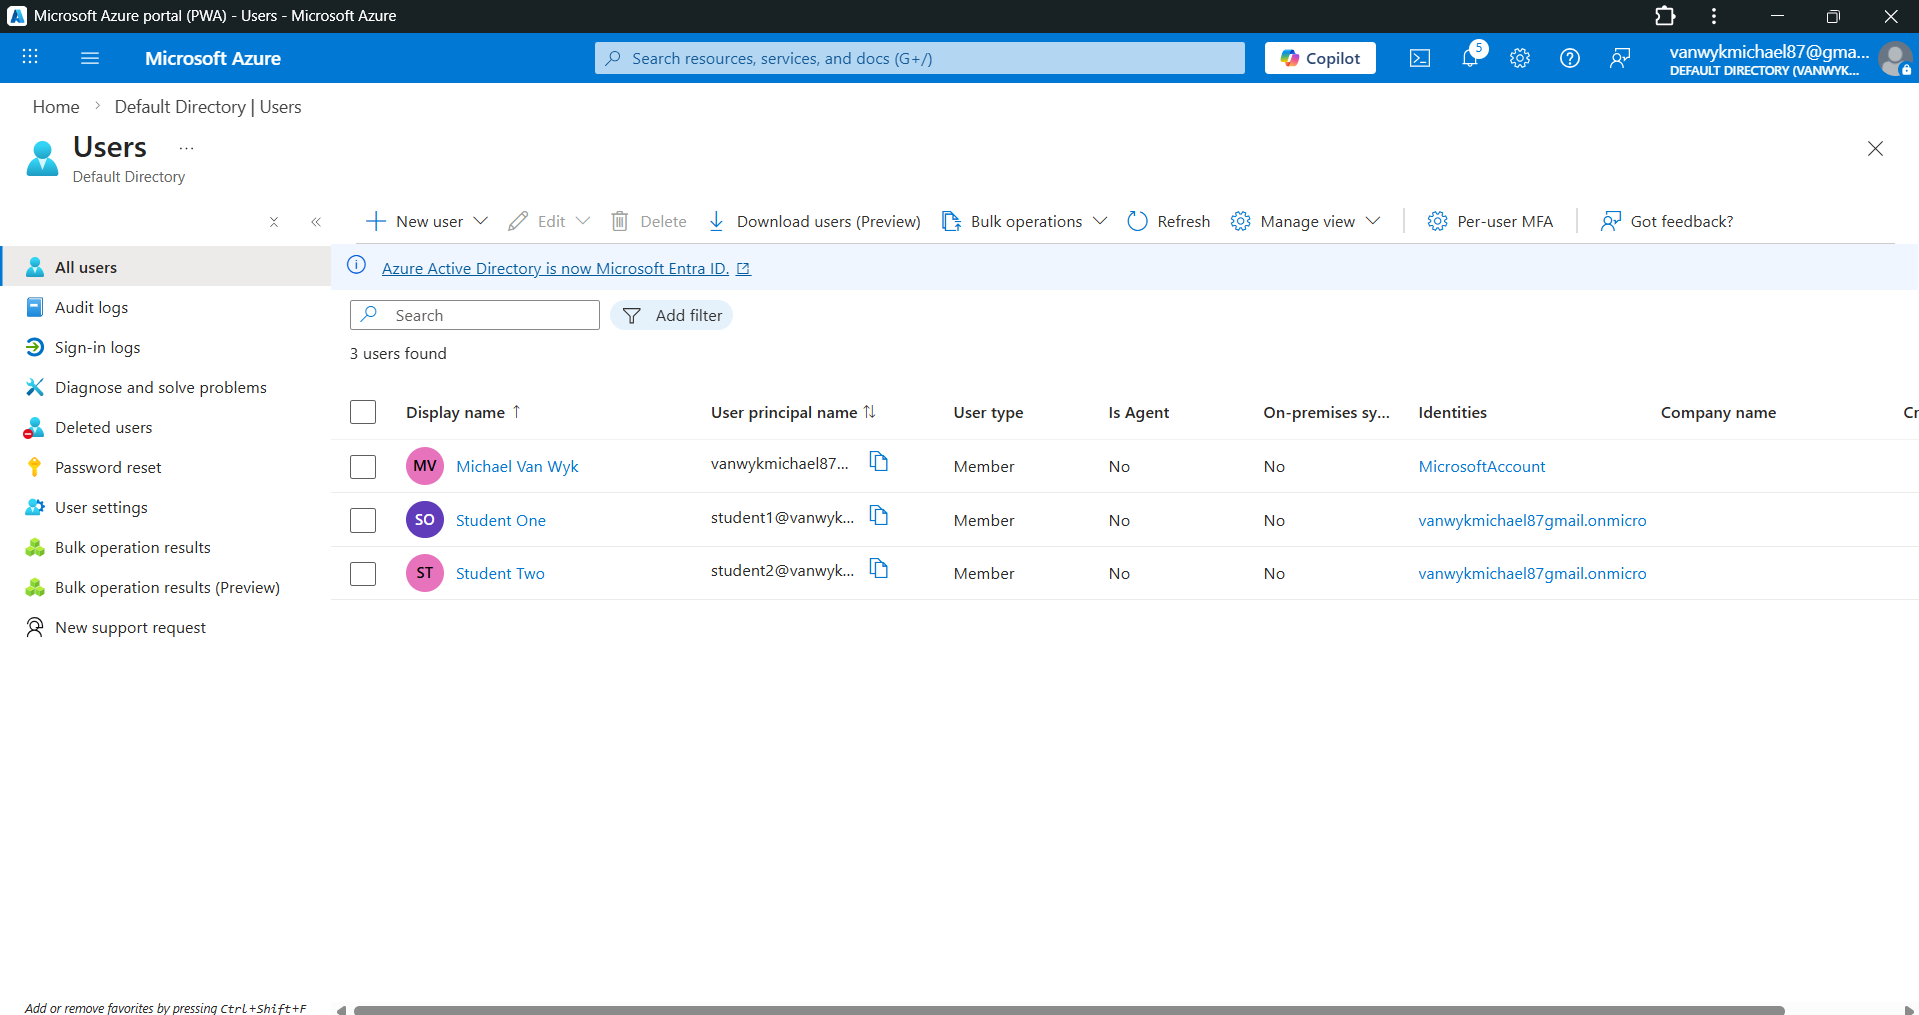 Microsoft Azure portal (PWA) - Users - Microsoft Azure
Microsoft Azure
Search resources, services, and docs (G+/)
Copilot
5
vanwykmichael87@gma...
DEFAULT DIRECTORY (VANWYK...
Home > Default Directory | Users
Users ...
Default Directory
New user
Edit
Delete
Download users (Preview)
Bulk operations
Refresh
Manage view
Per-user MFA
Got feedback?
All users
Audit logs
Sign-in logs
Diagnose and solve problems
Deleted users
Password reset
User settings
Bulk operation results
Bulk operation results (Preview)
New support request
Azure Active Directory is now Microsoft Entra ID.
Search
Add filter
3 users found
Display name ↑ User principal name ↑↓ User type Is Agent On-premises sy... Identities Company name Cr
MV Michael Van Wyk vanwykmichael87... Member No No MicrosoftAccount
SO Student One student1@vanwyk... Member No No vanwykmichael87gmail.onmicro
ST Student Two student2@vanwyk... Member No No vanwykmichael87gmail.onmicro
Add or remove favorites by pressing Ctrl+Shift+F